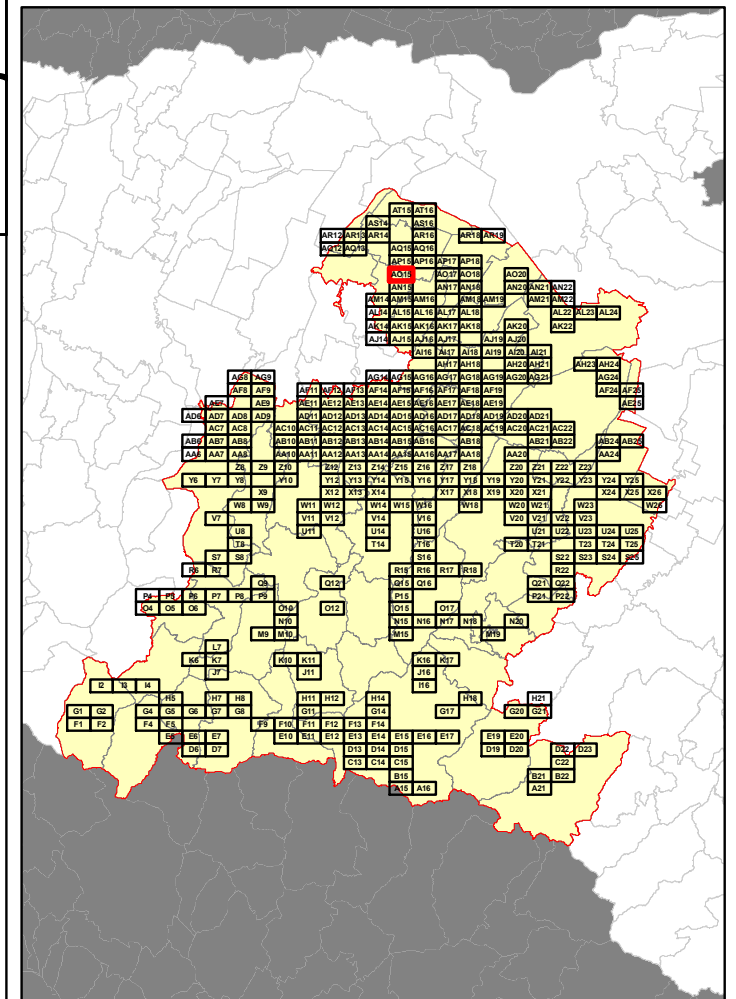 AT15 AT16
AS14 AS16
AR12 AR13 AR14 AR16 AR18 AR19
AQ12 AQ13 AQ15 AQ16
AP15 AP16 AP17 AP18
AO15 AO17 AO18 AO20
AN15 AN17 AN18 AN20 AN21 AN22
AM14 AM15 AM16 AM18 AM19 AM21 AM22
AL14 AL15 AL16 AL17 AL18 AL22 AL23 AL24
AK14 AK15 AK16 AK17 AK18 AK20 AK22
AJ14 AJ15 AJ16 AJ17 AJ19 AJ20
AI16 AI17 AI18 AI19 AI20 AI21
AH17 AH18 AH20 AH21 AH23 AH24
AG8 AG9 AG14 AG15 AG16 AG17 AG18 AG19 AG20 AG21 AG24
AF8 AF9 AF11 AF12 AF13 AF14 AF15 AF16 AF17 AF18 AF19 AF24 AF25
AE7 AE9 AE11 AE12 AE13 AE14 AE15 AE16 AE17 AE18 AE19 AE25
AD6 AD7 AD8 AD9 AD11 AD12 AD13 AD14 AD15 AD16 AD17 AD18 AD19 AD20 AD21
AC7 AC8 AC10 AC11 AC12 AC13 AC14 AC15 AC16 AC17 AC18 AC19 AC20 AC21 AC22
AB6 AB7 AB8 AB10 AB11 AB12 AB13 AB14 AB15 AB16 AB18 AB21 AB22 AB24 AB25
AA6 AA7 AA8 AA10 AA11 AA12 AA13 AA14 AA15 AA16 AA17 AA18 AA20 AA24
Z8 Z9 Z10 Z12 Z13 Z14 Z15 Z16 Z17 Z18 Z20 Z21 Z22 Z23
Y6 Y7 Y8 Y10 Y12 Y13 Y14 Y15 Y16 Y17 Y18 Y19 Y20 Y21 Y22 Y23 Y24 Y25
X9 X12 X13 X14 X17 X18 X19 X20 X21 X24 X25 X26
W8 W9 W11 W12 W14 W15 W16 W18 W20 W21 W23 W26
V7 V11 V12 V14 V16 V20 V21 V22 V23
U8 U11 U14 U16 U21 U22 U23 U24 U25
T8 T14 T16 T20 T21 T23 T24 T25
S7 S8 S16 S22 S23 S24 S25
R6 R7 R15 R16 R17 R18 R22
Q9 Q12 Q15 Q16 Q21 Q22
P4 P5 P6 P7 P8 P9 P15 P21 P22
O4 O5 O6 O10 O12 O15 O17
N10 N15 N16 N17 N18 N20
M9 M10 M15 M19
L7
K6 K7 K10 K11 K16 K17
J7 J11 J16
I2 I3 I4 I16
H5 H7 H8 H11 H12 H14 H18 H21
G1 G2 G4 G5 G6 G7 G8 G11 G14 G17 G20 G21
F1 F2 F4 F5 F9 F10 F11 F12 F13 F14
E5 E6 E7 E10 E11 E12 E13 E14 E15 E16 E17 E19 E20
D6 D7 D13 D14 D15 D19 D20 D22 D23
C13 C14 C15 C22
B15 B21 B22
A15 A16 A21